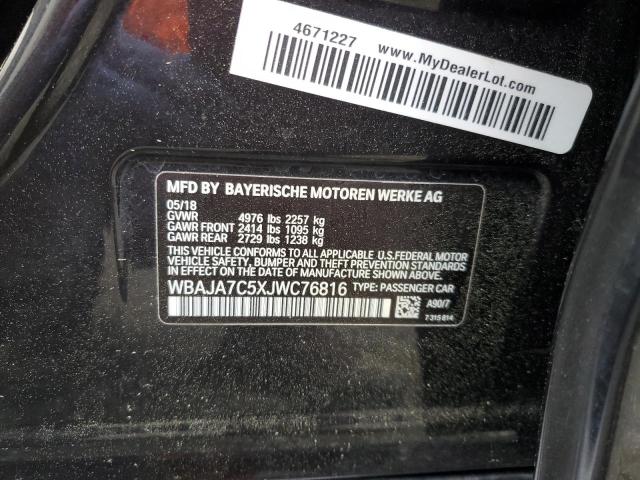 4671227
www.MyDealerLot.com
MFD BY BAYERISCHE MOTOREN WERKE AG
05/18
GVWR 4976 lbs 2257 kg
GAWR FRONT 2414 lbs 1095 kg
GAWR REAR 2729 lbs 1238 kg
THIS VEHICLE CONFORMS TO ALL APPLICABLE U.S.FEDERAL MOTOR
VEHICLE SAFETY, BUMPER AND THEFT PREVENTION STANDARDS
IN EFFECT ON THE DATE OF MANUFACTURE SHOWN ABOVE.
WBAJA7C5XJWC76816 TYPE: PASSENGER CAR
A90/7
7315814